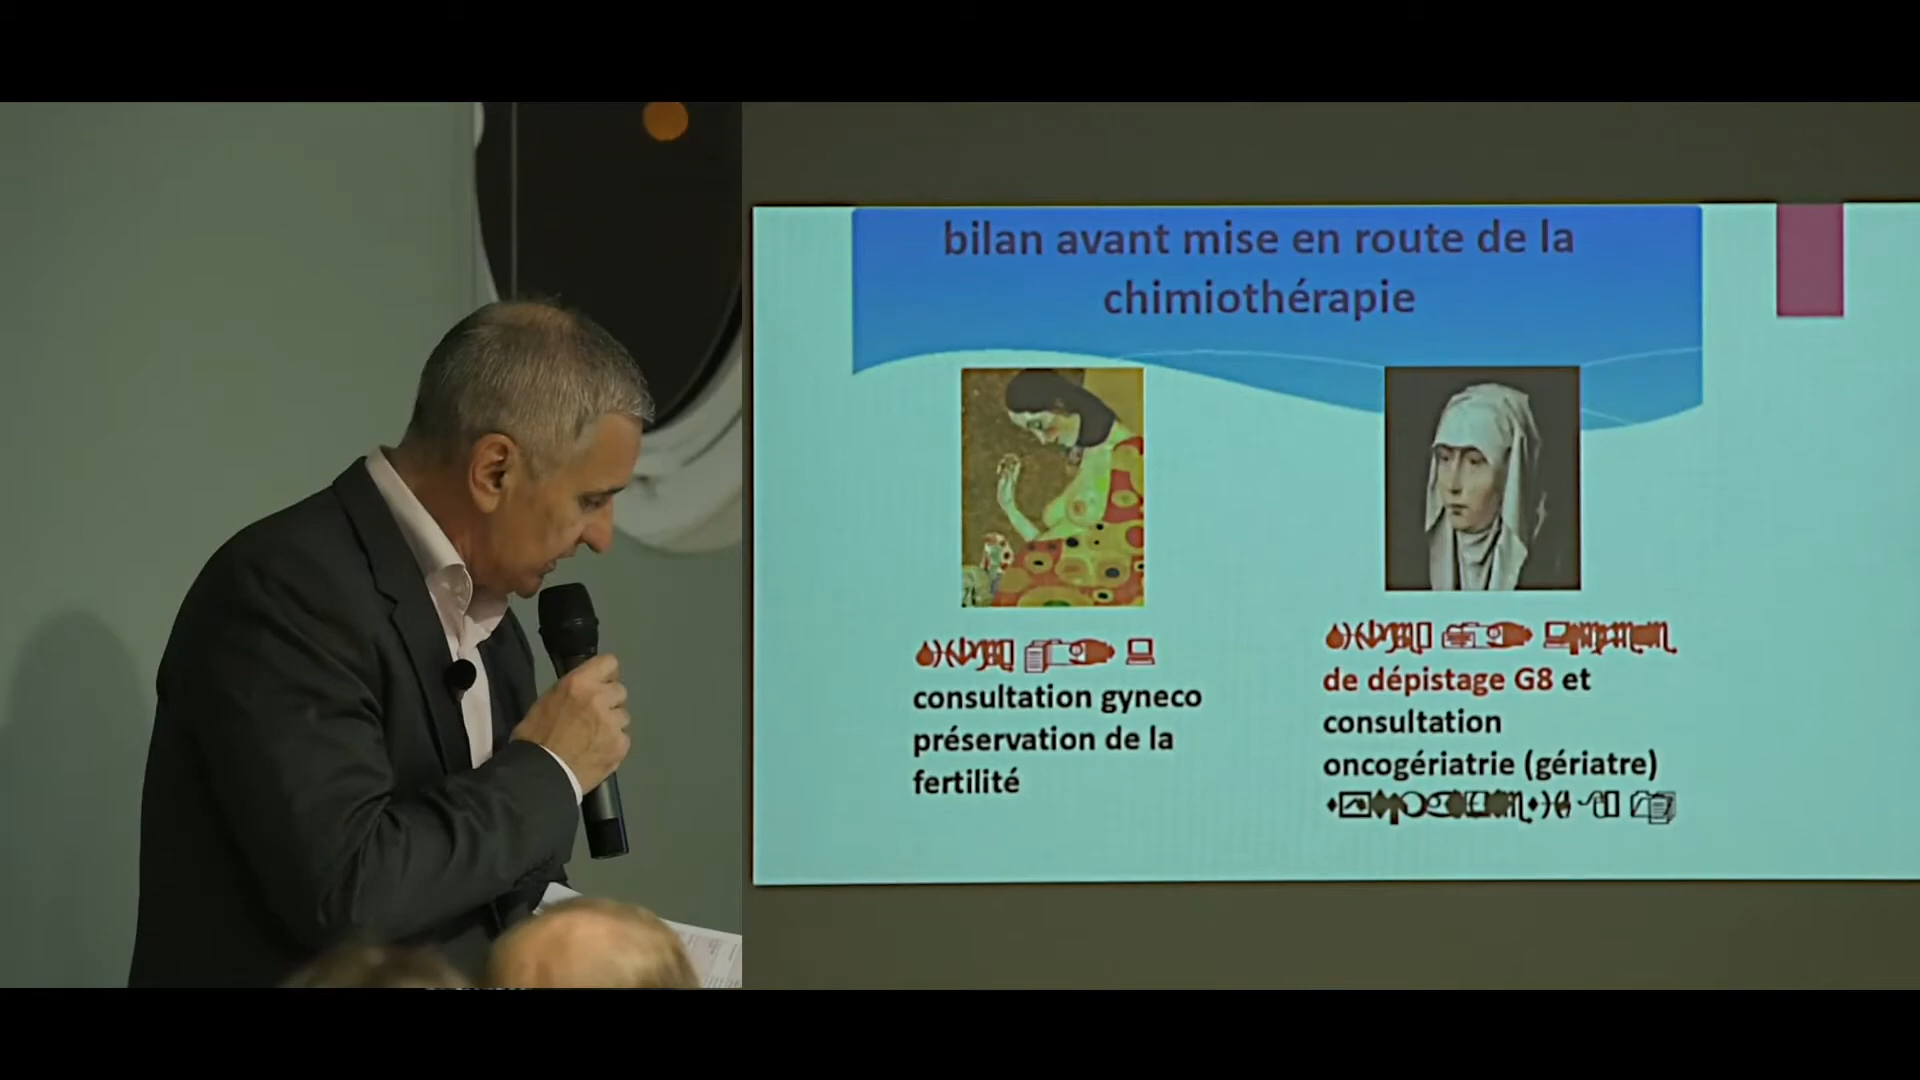 bilan avant mise en route de la
chimiothérapie
consultation gyneco
préservation de la
fertilité
de dépistage G8 et
consultation
oncogériatrie (gériatre)